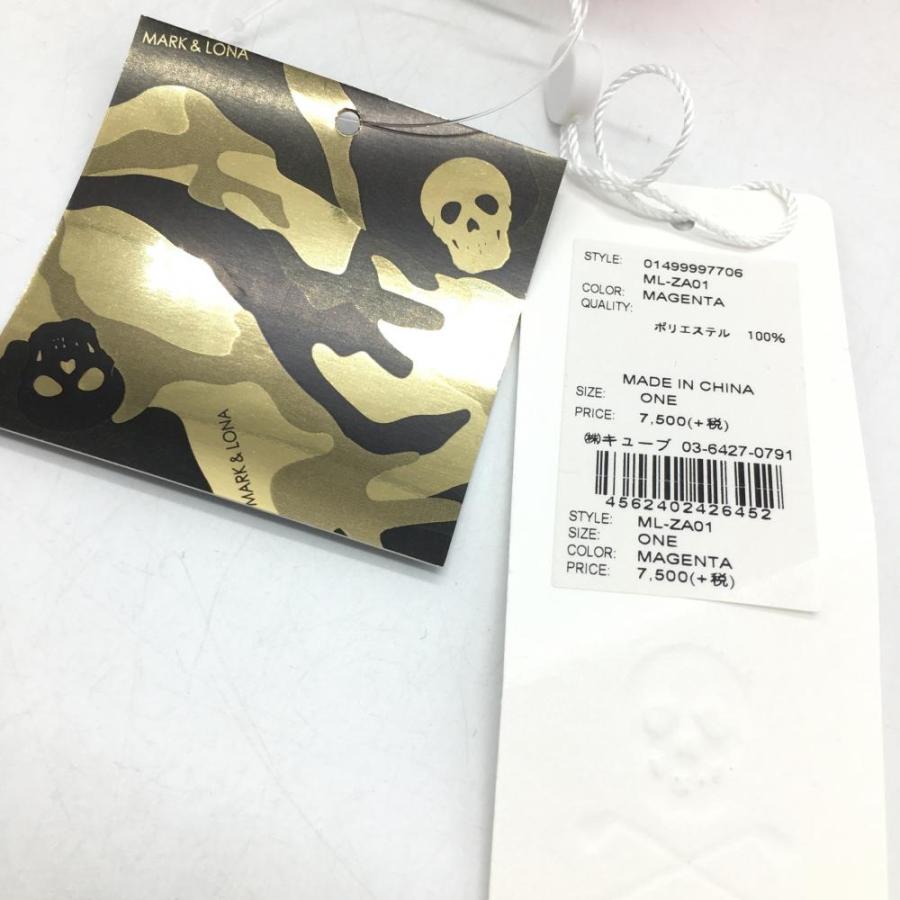 MARK & LONA
MARK & LONA
STYLE: 01499997706
ML-ZA01
COLOR: MAGENTA
QUALITY:
ポリエステル 100%
MADE IN CHINA
SIZE: ONE
PRICE: 7,500(+税)
㈱キューブ 03-6427-0791
4562402426452
STYLE: ML-ZA01
SIZE: ONE
COLOR: MAGENTA
PRICE: 7,500(+税)